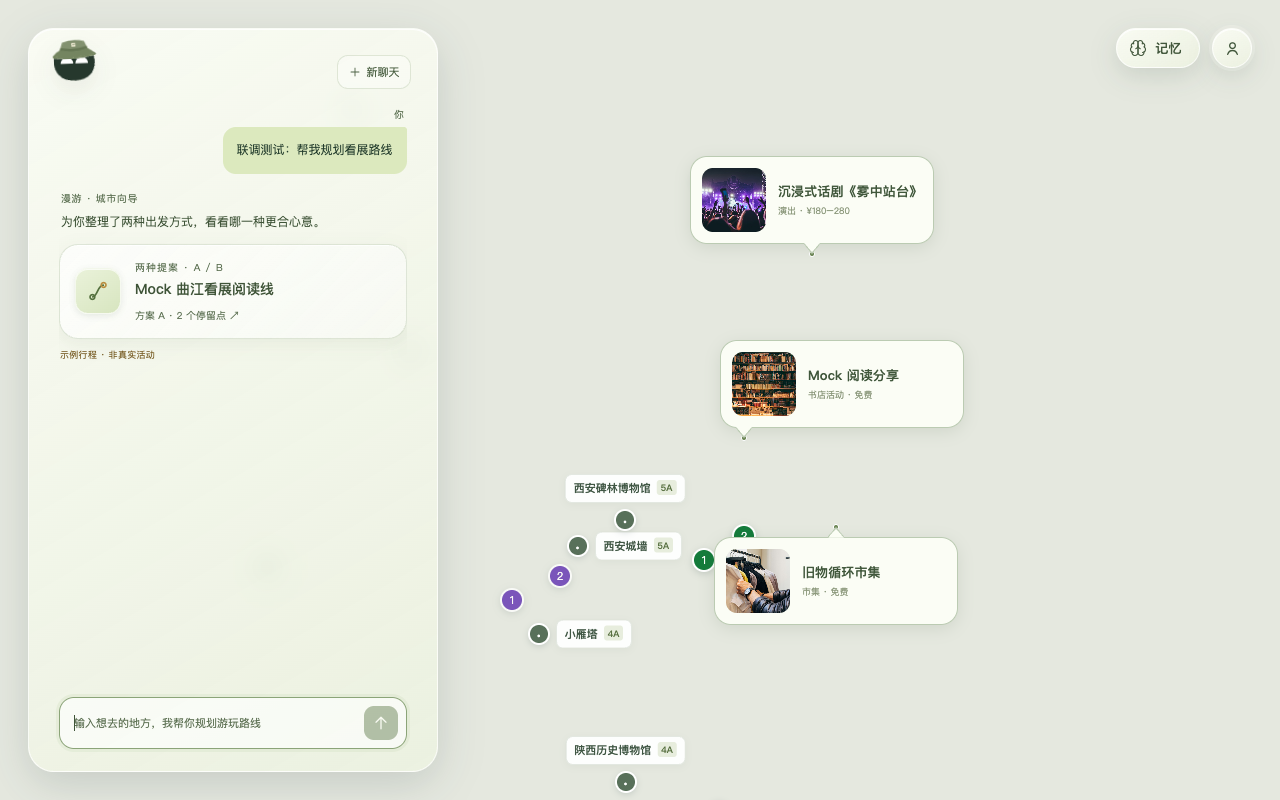 新聊天
你
联调测试：帮我规划看展路线
漫游 · 城市向导
为你整理了两种出发方式，看看哪一种更合心意。
两种提案 · A / B
Mock 曲江看展阅读线
方案 A · 2 个停留点 ↗
示例行程 · 非真实活动
输入想去的地方，我帮你规划游玩路线
记忆
沉浸式话剧《雾中站台》
演出 · ¥180—280
Mock 阅读分享
书店活动 · 免费
西安碑林博物馆 5A
西安城墙 5A
2
1
旧物循环市集
市集 · 免费
2
1
小雁塔 4A
陕西历史博物馆 4A